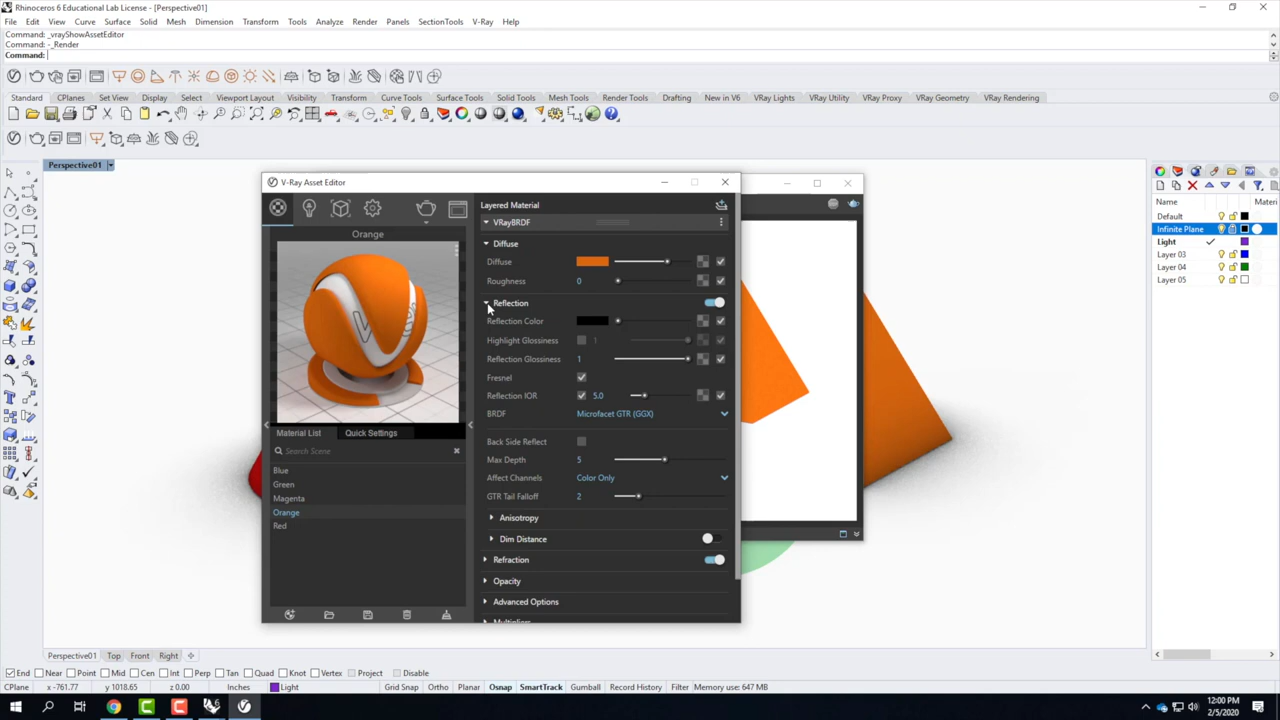 Rhinoceros 6 Educational Lab License - [Perspective01]
File Edit View Curve Surface Solid Mesh Dimension Transform Tools Analyze Render Panels SectionTools V-Ray Help
Command: _vrayShowAssetEditor
Command: -_Render
Command:
Standard CPlanes Set View Display Select Viewport Layout Visibility Transform Curve Tools Surface Tools Solid Tools Mesh Tools Render Tools Drafting New in V6 VRay Lights VRay Utility VRay Proxy VRay Geometry VRay Rendering
Perspective01
V-Ray Asset Editor
Orange
Material List Quick Settings
Search Scene
Blue
Green
Magenta
Orange
Red
Layered Material
VRayBRDF
Diffuse
Diffuse
Roughness 0
Reflection
Reflection Color
Highlight Glossiness 1
Reflection Glossiness 1
Fresnel
Reflection IOR 5.0
BRDF Microfacet GTR (GGX)
Back Side Reflect
Max Depth 5
Affect Channels Color Only
GTR Tail Falloff 2
Anisotropy
Dim Distance
Refraction
Opacity
Advanced Options
Multipliers
Name Materi
Default
Infinite Plane
Light
Layer 03
Layer 04
Layer 05
Perspective01 Top Front Right
End Near Point Mid Cen Int Perp Tan Quad Knot Vertex Project Disable
CPlane x -761.77 y 1018.65 z 0.00 Inches Light Grid Snap Ortho Planar Osnap SmartTrack Gumball Record History Filter Memory use: 647 MB
12:00 PM
2/5/2020